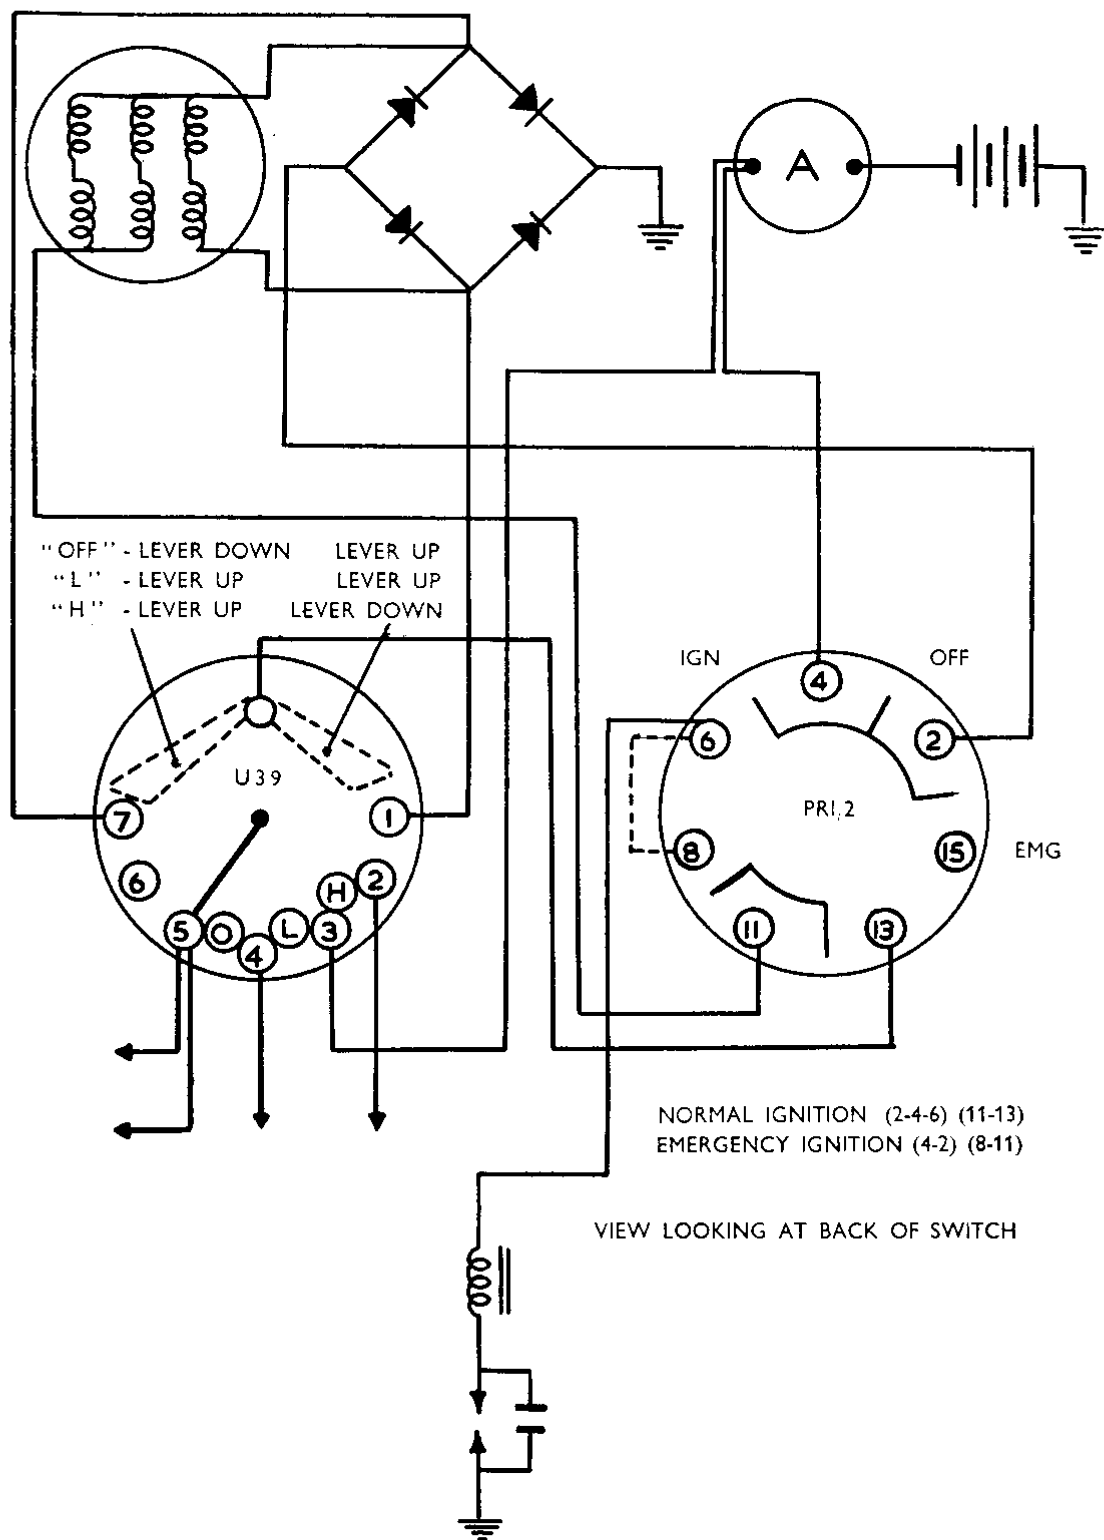 A
"OFF" - LEVER DOWN LEVER UP
"L" - LEVER UP LEVER UP
"H" - LEVER UP LEVER DOWN
IGN
OFF
4
6
2
U39
7
1
PRI,2
8
15
EMG
6
2
H
5
O
L
3
4
11
13
NORMAL IGNITION (2-4-6) (11-13)
EMERGENCY IGNITION (4-2) (8-11)
VIEW LOOKING AT BACK OF SWITCH